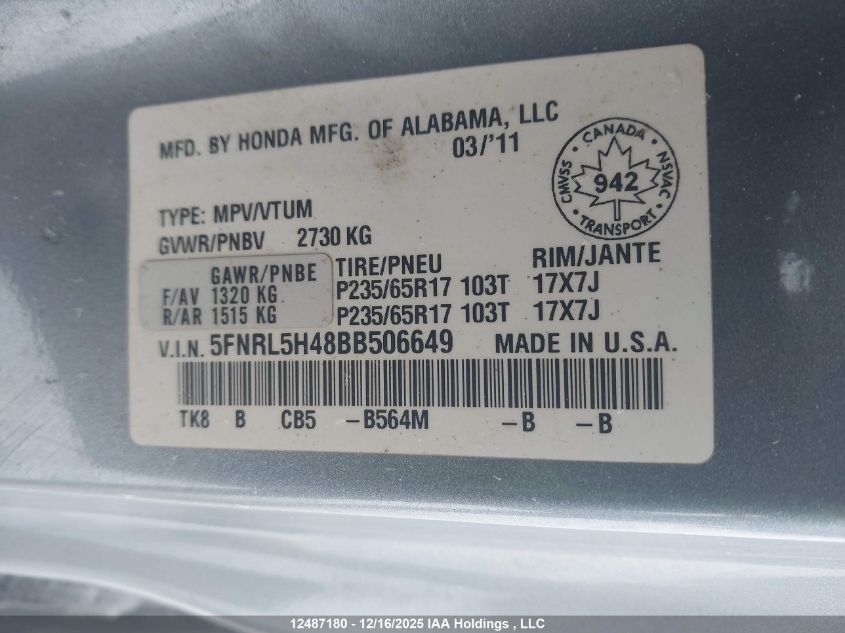 MFD. BY HONDA MFG. OF ALABAMA, LLC
03/'11
CANADA
CMVSS
NSVAC
942
TRANSPORT
TYPE: MPV/VTUM
GVWR/PNBV 2730 KG
GAWR/PNBE TIRE/PNEU RIM/JANTE
F/AV 1320 KG P235/65R17 103T 17X7J
R/AR 1515 KG P235/65R17 103T 17X7J
V.I.N. 5FNRL5H48BB506649 MADE IN U.S.A.
TK8 B CB5 -B564M -B -B
12487180 - 12/16/2025 IAA Holdings , LLC